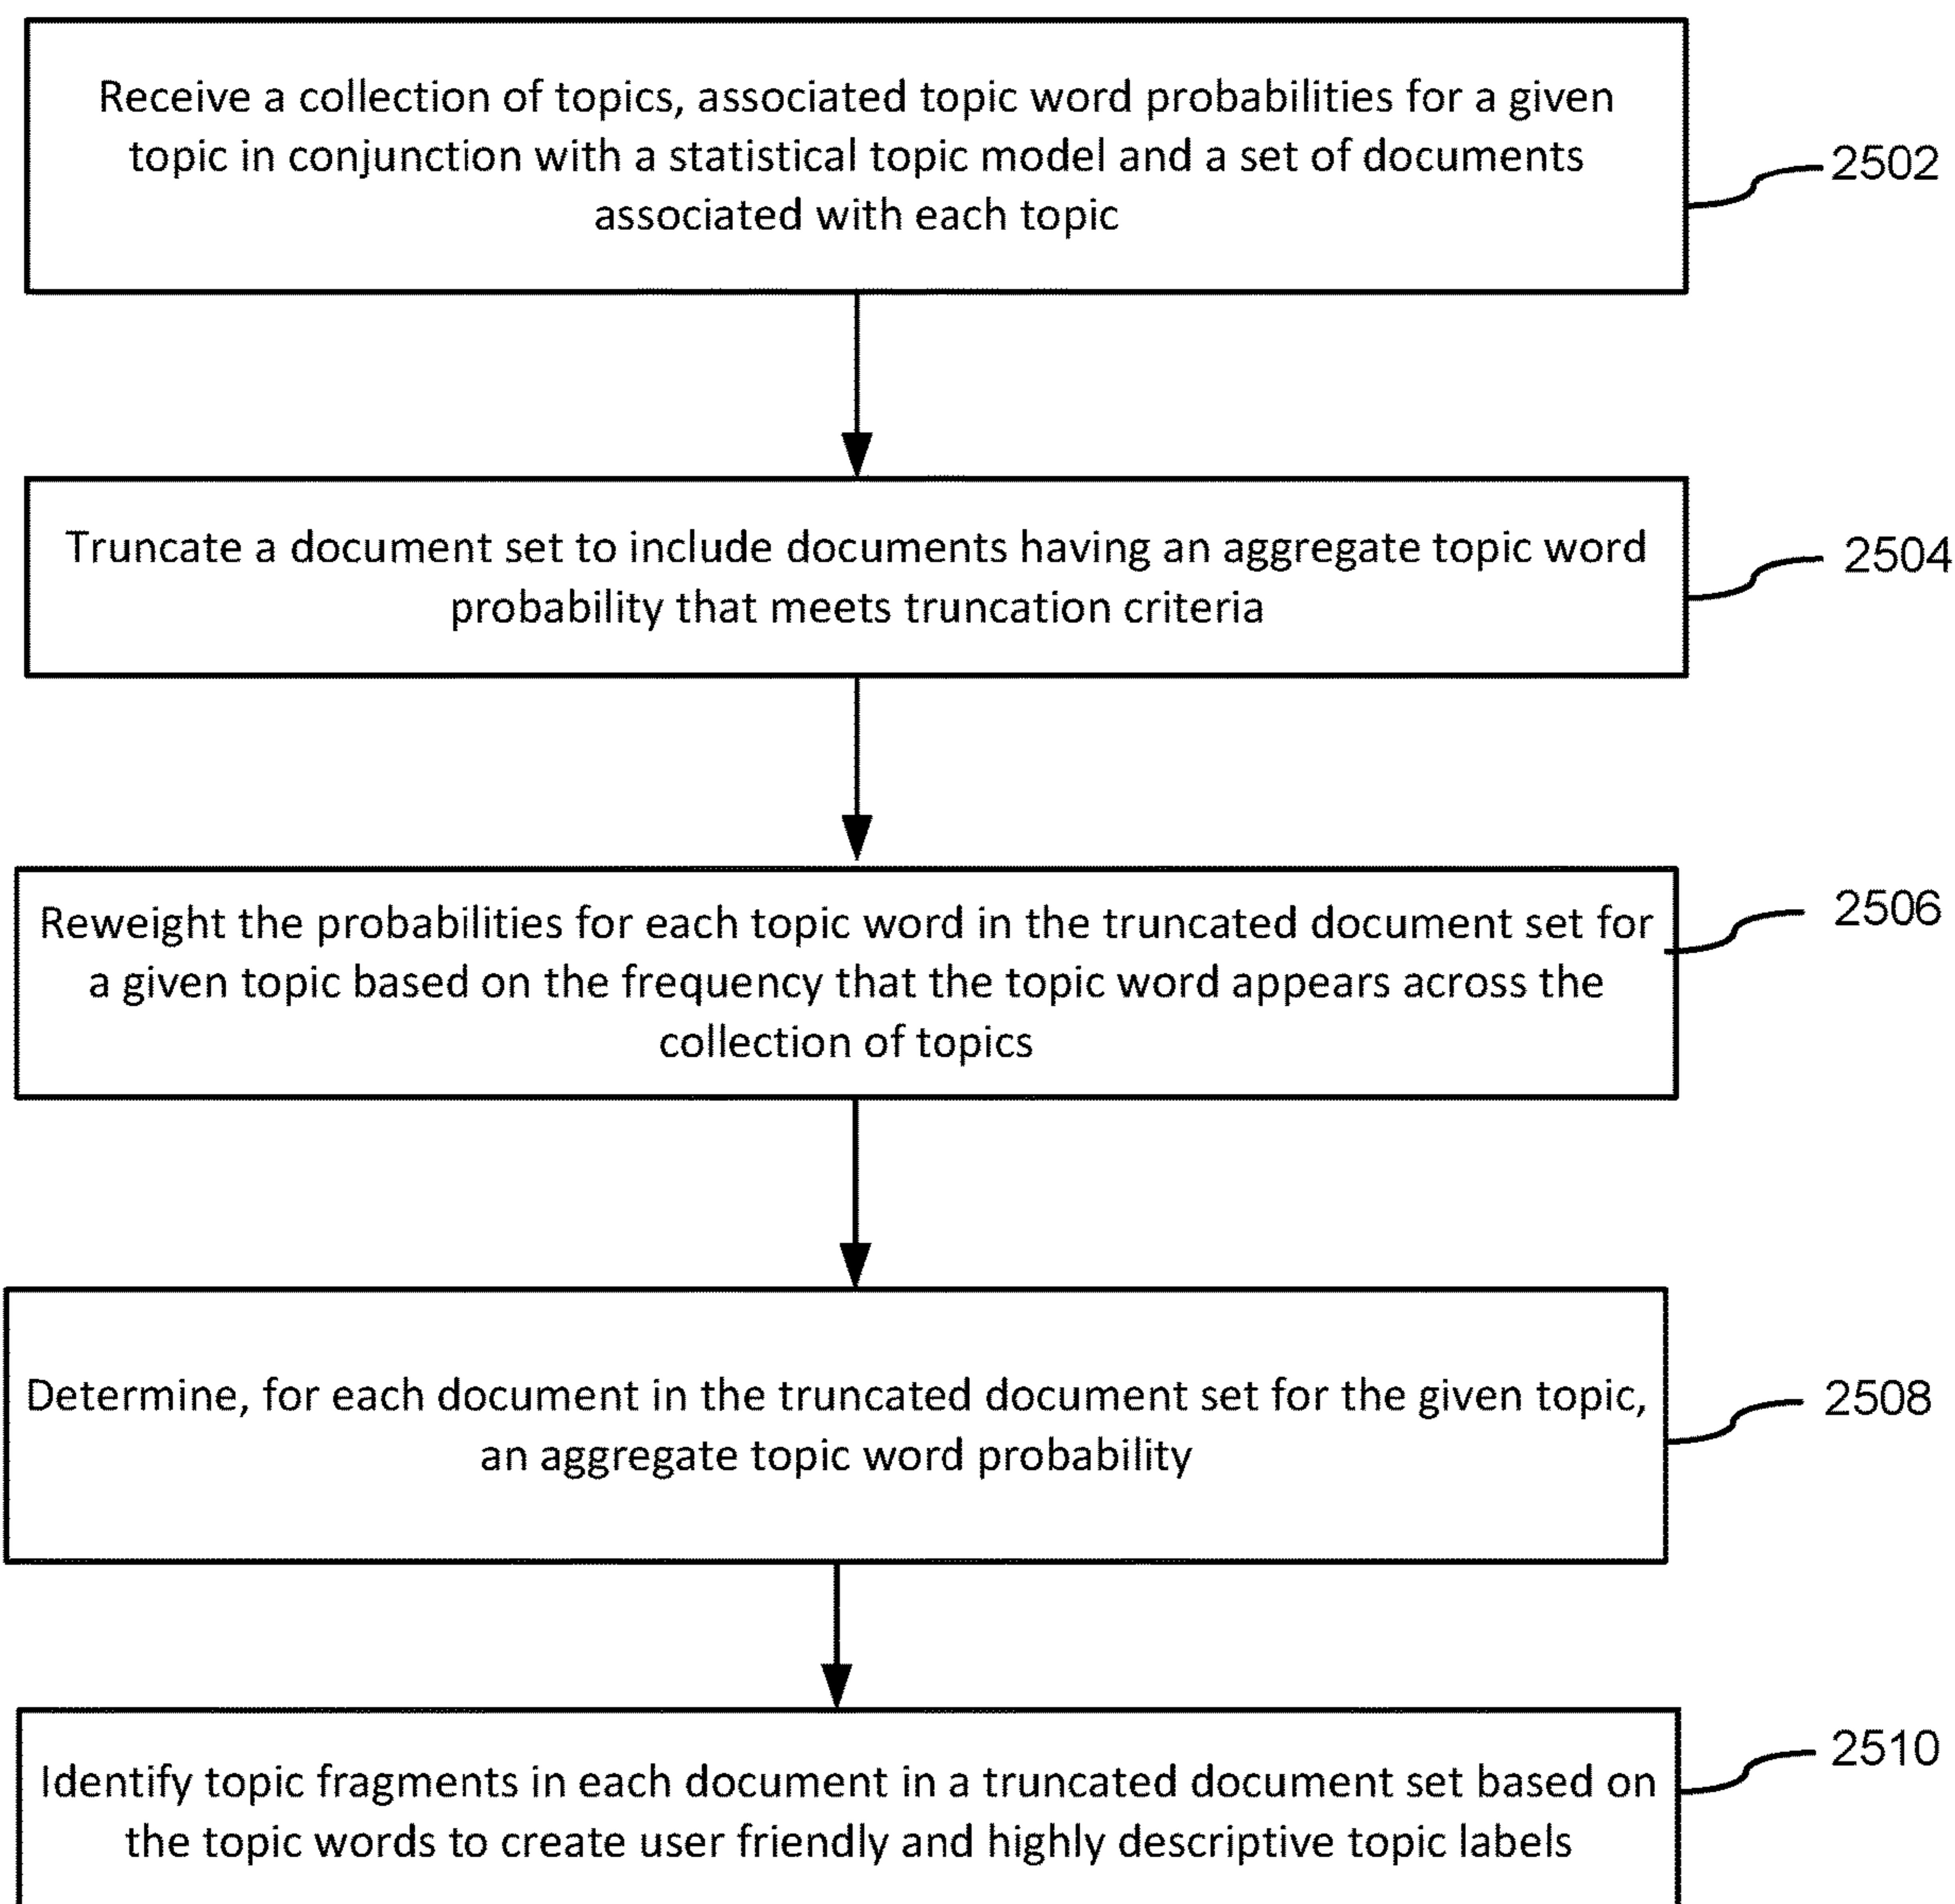 Receive a collection of topics, associated topic word probabilities for a given
topic in conjunction with a statistical topic model and a set of documents
associated with each topic
2502
Truncate a document set to include documents having an aggregate topic word
probability that meets truncation criteria
2504
Reweight the probabilities for each topic word in the truncated document set for
a given topic based on the frequency that the topic word appears across the
collection of topics
2506
Determine, for each document in the truncated document set for the given topic,
an aggregate topic word probability
2508
Identify topic fragments in each document in a truncated document set based on
the topic words to create user friendly and highly descriptive topic labels
2510